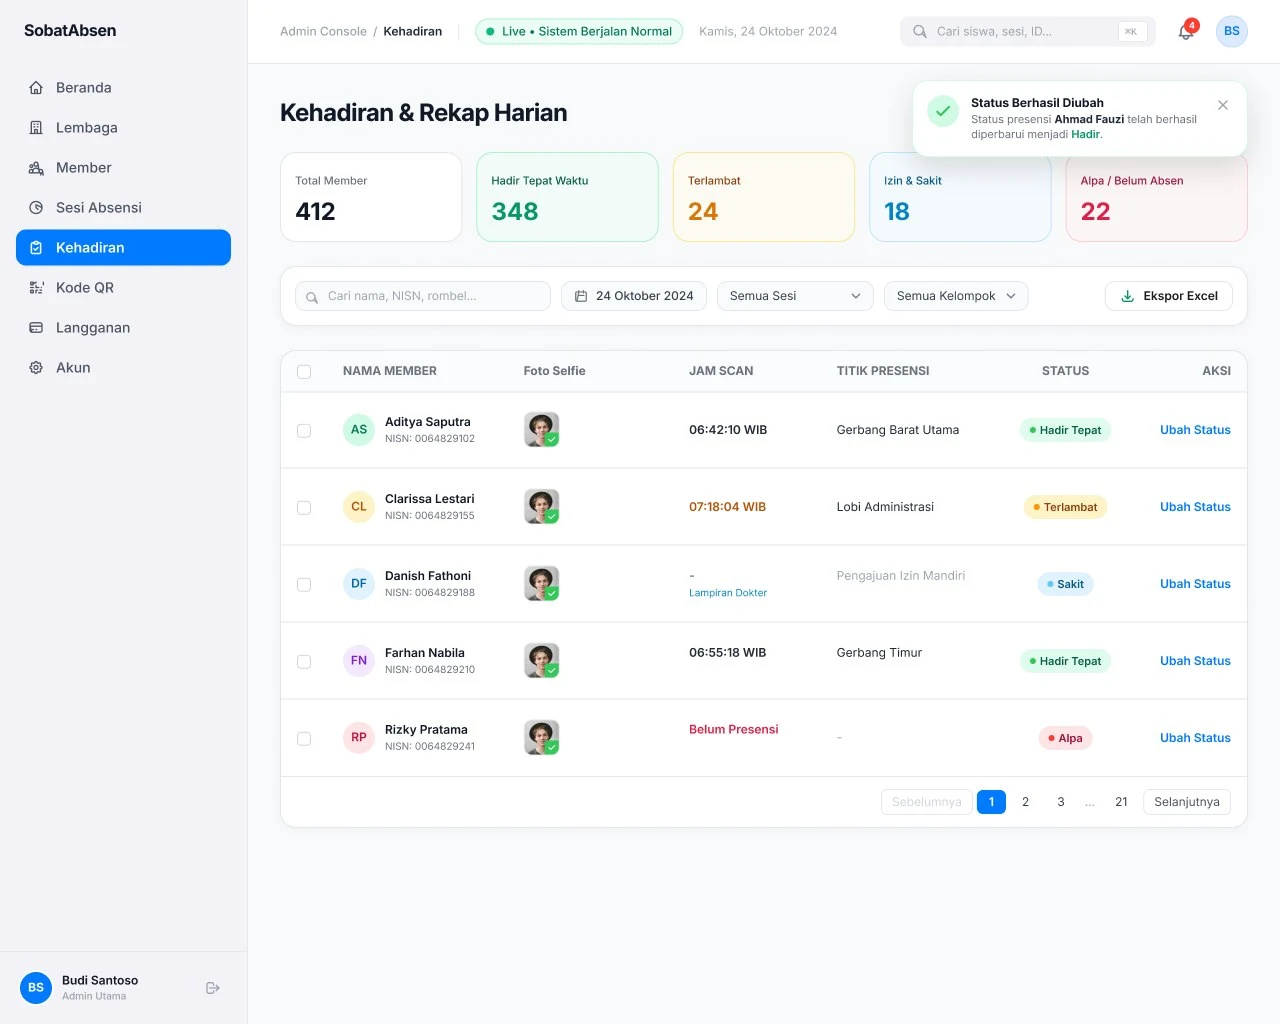 SobatAbsen
Beranda
Lembaga
Member
Sesi Absensi
Kehadiran
Kode QR
Langganan
Akun
BS
Budi Santoso
Admin Utama
Admin Console / Kehadiran
Live • Sistem Berjalan Normal
Kamis, 24 Oktober 2024
Cari siswa, sesi, ID...
⌘K
4
BS
Status Berhasil Diubah
Status presensi Ahmad Fauzi telah berhasil
diperbarui menjadi Hadir.
Kehadiran & Rekap Harian
Total Member
412
Hadir Tepat Waktu
348
Terlambat
24
Izin & Sakit
18
Alpa / Belum Absen
22
Cari nama, NISN, rombel...
24 Oktober 2024
Semua Sesi
Semua Kelompok
Ekspor Excel
NAMA MEMBER Foto Selfie JAM SCAN TITIK PRESENSI STATUS AKSI
AS Aditya Saputra
NISN: 0064829102
06:42:10 WIB Gerbang Barat Utama Hadir Tepat Ubah Status
CL Clarissa Lestari
NISN: 0064829155
07:18:04 WIB Lobi Administrasi Terlambat Ubah Status
DF Danish Fathoni
NISN: 0064829188
- 
Lampiran Dokter
Pengajuan Izin Mandiri Sakit Ubah Status
FN Farhan Nabila
NISN: 0064829210
06:55:18 WIB Gerbang Timur Hadir Tepat Ubah Status
RP Rizky Pratama
NISN: 0064829241
Belum Presensi - Alpa Ubah Status
Sebelumnya 1 2 3 ... 21 Selanjutnya